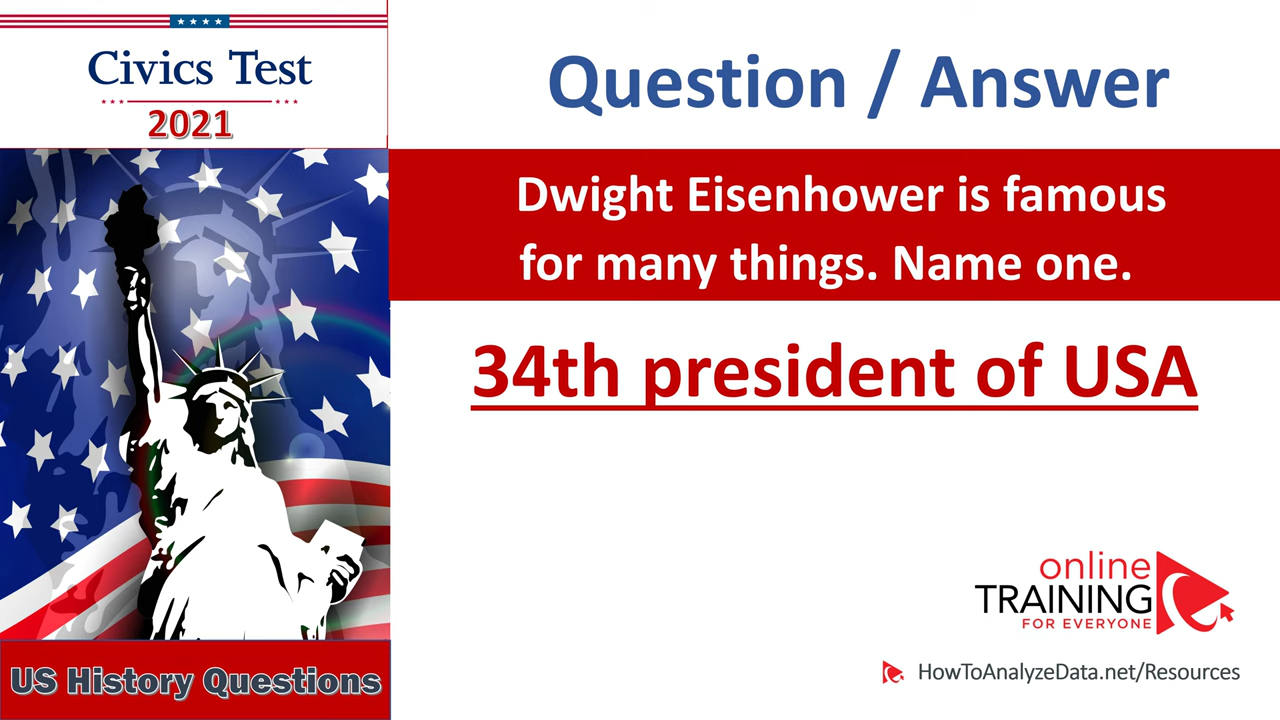 Civics Test
2021
US History Questions
Question / Answer
Dwight Eisenhower is famous
for many things. Name one.
34th president of USA
online
TRAINING
FOR EVERYONE
HowToAnalyzeData.net/Resources